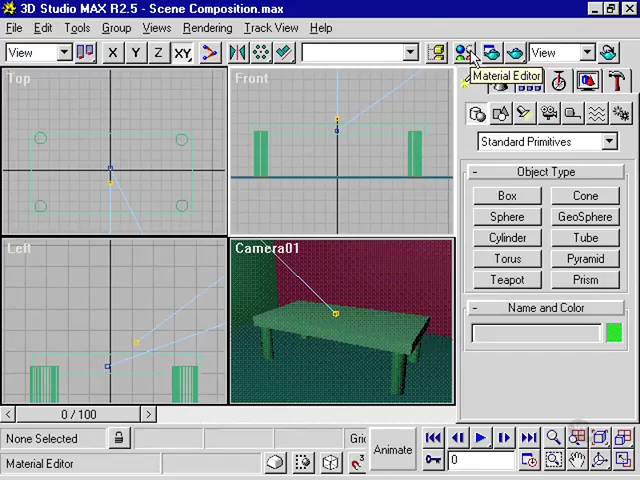 3D Studio MAX R2.5 - Scene Composition.max
File Edit Tools Group Views Rendering Track View Help
View X Y Z XY View
Material Editor
Top Front
Standard Primitives
- Object Type
Box Cone
Sphere GeoSphere
Cylinder Tube
Torus Pyramid
Teapot Prism
Left Camera01
- Name and Color
< 0 / 100 >
None Selected Gric Animate 0
Material Editor